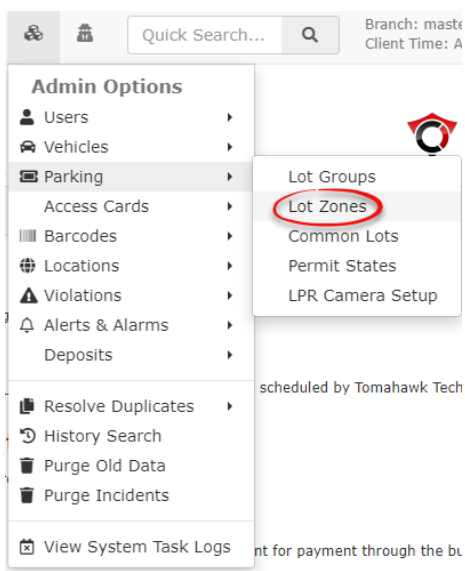 Quick Search...
Branch: maste
Client Time: A
Admin Options
Users
Vehicles
Parking
Access Cards
Barcodes
Locations
Violations
Alerts & Alarms
Deposits
Resolve Duplicates
History Search
Purge Old Data
Purge Incidents
View System Task Logs
Lot Groups
Lot Zones
Common Lots
Permit States
LPR Camera Setup
scheduled by Tomahawk Tech
nt for payment through the bu